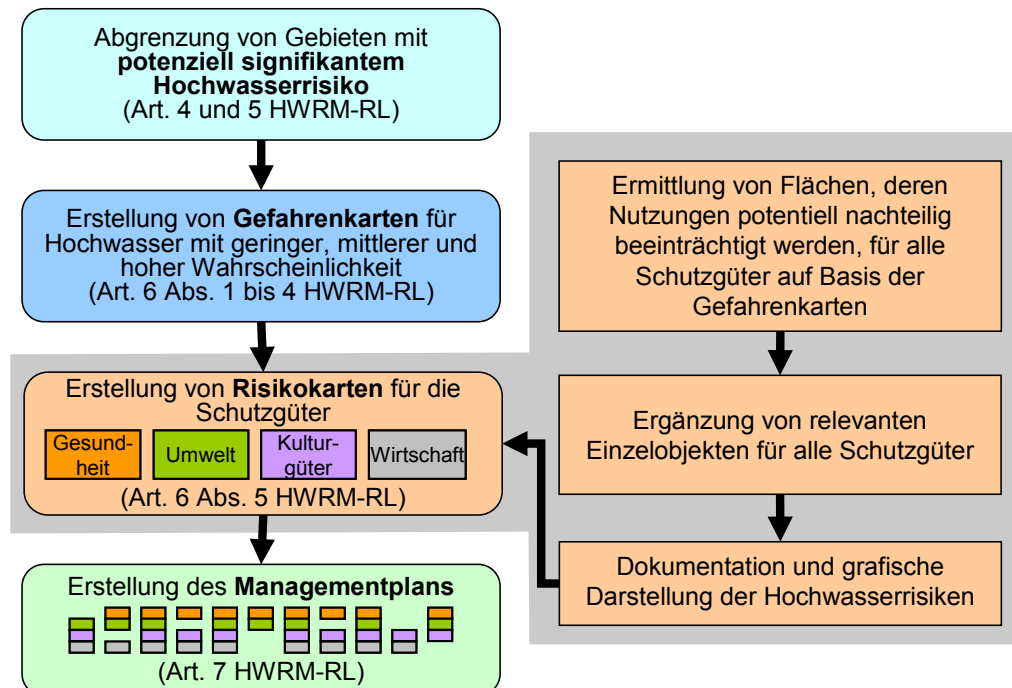 Abgrenzung von Gebieten mit
potenziell signifikantem
Hochwasserrisiko
(Art. 4 und 5 HWRM-RL)
Erstellung von Gefahrenkarten für
Hochwasser mit geringer, mittlerer und
hoher Wahrscheinlichkeit
(Art. 6 Abs. 1 bis 4 HWRM-RL)
Erstellung von Risikokarten für die
Schutzgüter
Gesund-
heit
Umwelt
Kultur-
güter
Wirtschaft
(Art. 6 Abs. 5 HWRM-RL)
Erstellung des Managementplans
(Art. 7 HWRM-RL)
Ermittlung von Flächen, deren
Nutzungen potentiell nachteilig
beeinträchtigt werden, für alle
Schutzgüter auf Basis der
Gefahrenkarten
Ergänzung von relevanten
Einzelobjekten für alle Schutzgüter
Dokumentation und grafische
Darstellung der Hochwasserrisiken